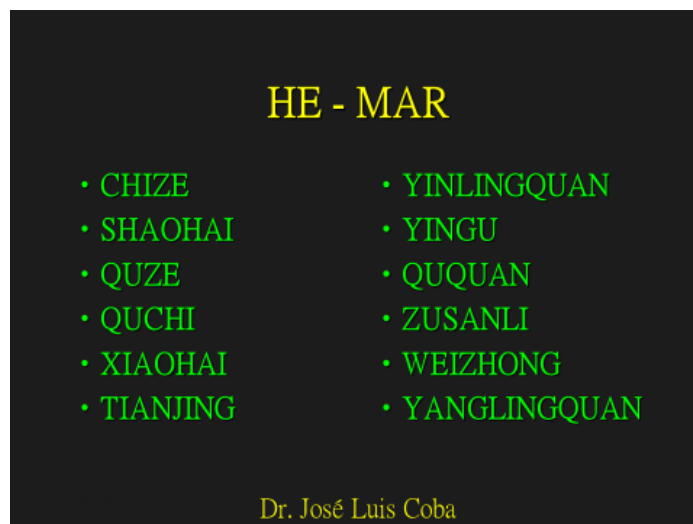 HE - MAR
• CHIZE
• SHAOHAI
• QUZE
• QUCHI
• XIAOHAI
• TIANJING
• YINLINGQUAN
• YINGU
• QUQUAN
• ZUSANLI
• WEIZHONG
• YANGLINGQUAN
Dr. José Luis Coba